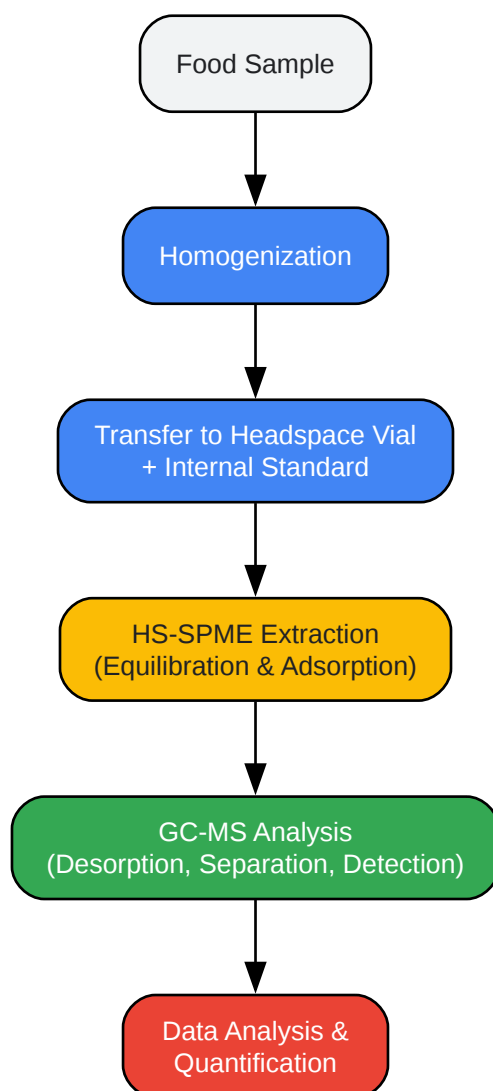 Food Sample
Homogenization
Transfer to Headspace Vial
+ Internal Standard
HS-SPME Extraction
(Equilibration & Adsorption)
GC-MS Analysis
(Desorption, Separation, Detection)
Data Analysis &
Quantification